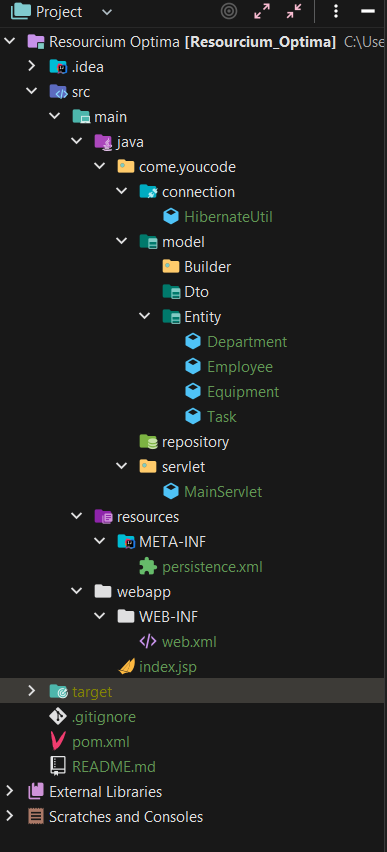 Project
Resourcium Optima [Resourcium_Optima] C:\Use
.idea
src
main
java
come.youcode
connection
HibernateUtil
model
Builder
Dto
Entity
Department
Employee
Equipment
Task
repository
servlet
MainServlet
resources
META-INF
persistence.xml
webapp
WEB-INF
web.xml
index.jsp
target
.gitignore
pom.xml
README.md
External Libraries
Scratches and Consoles